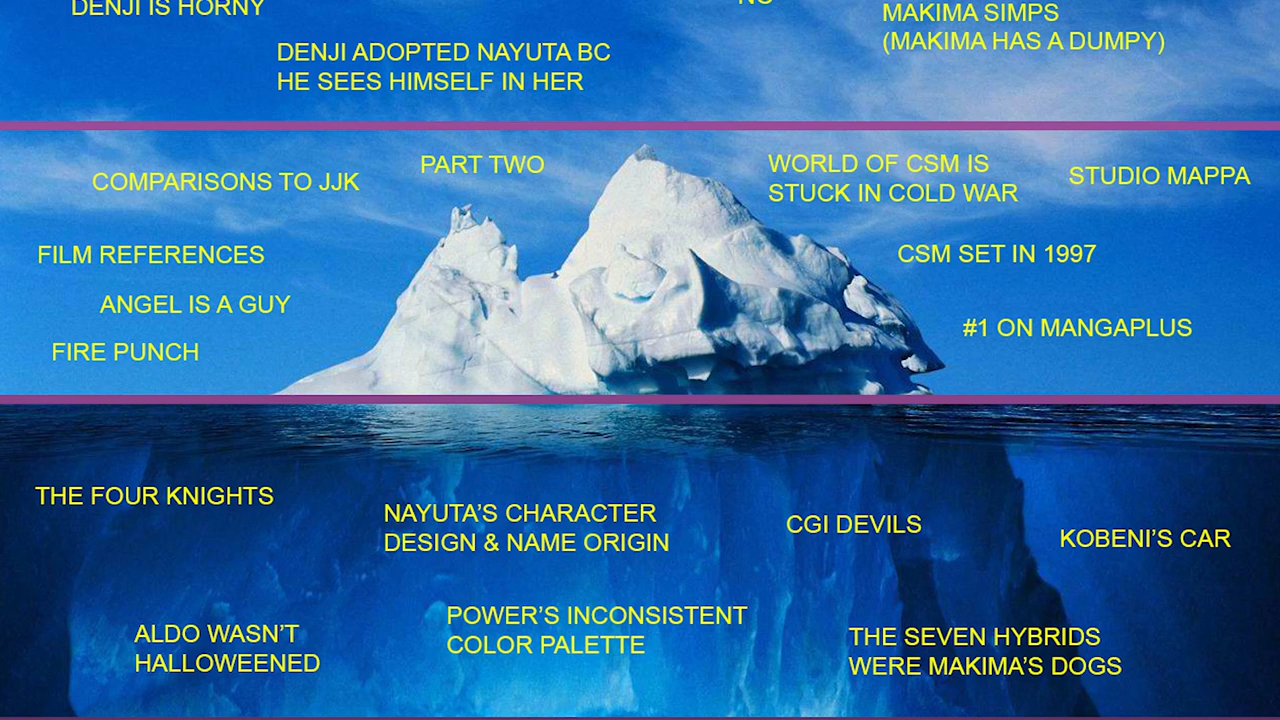 DENJI IS HORNY
NO
MAKIMA SIMPS
(MAKIMA HAS A DUMPY)
DENJI ADOPTED NAYUTA BC
HE SEES HIMSELF IN HER
COMPARISONS TO JJK
PART TWO
WORLD OF CSM IS
STUCK IN COLD WAR
STUDIO MAPPA
FILM REFERENCES
CSM SET IN 1997
ANGEL IS A GUY
#1 ON MANGAPLUS
FIRE PUNCH
THE FOUR KNIGHTS
NAYUTA'S CHARACTER
DESIGN & NAME ORIGIN
CGI DEVILS
KOBENI'S CAR
ALDO WASN'T
HALLOWEENED
POWER'S INCONSISTENT
COLOR PALETTE
THE SEVEN HYBRIDS
WERE MAKIMA'S DOGS